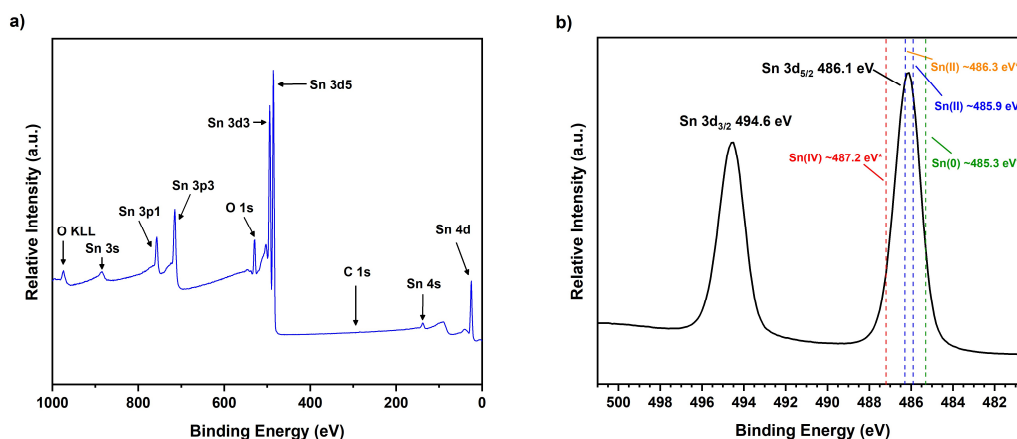 a)
Relative Intensity (a.u.)
Sn 3d5
Sn 3d3
Sn 3p3
Sn 3p1
O KLL
Sn 3s
O 1s
C 1s
Sn 4s
Sn 4d
1000 800 600 400 200 0
Binding Energy (eV)
b)
Relative Intensity (a.u.)
Sn 3d5/2 486.1 eV
Sn 3d3/2 494.6 eV
Sn(II) ~486.3 eV*
Sn(II) ~485.9 eV
Sn(IV) ~487.2 eV*
Sn(0) ~485.3 eV
500 498 496 494 492 490 488 486 484 482
Binding Energy (eV)